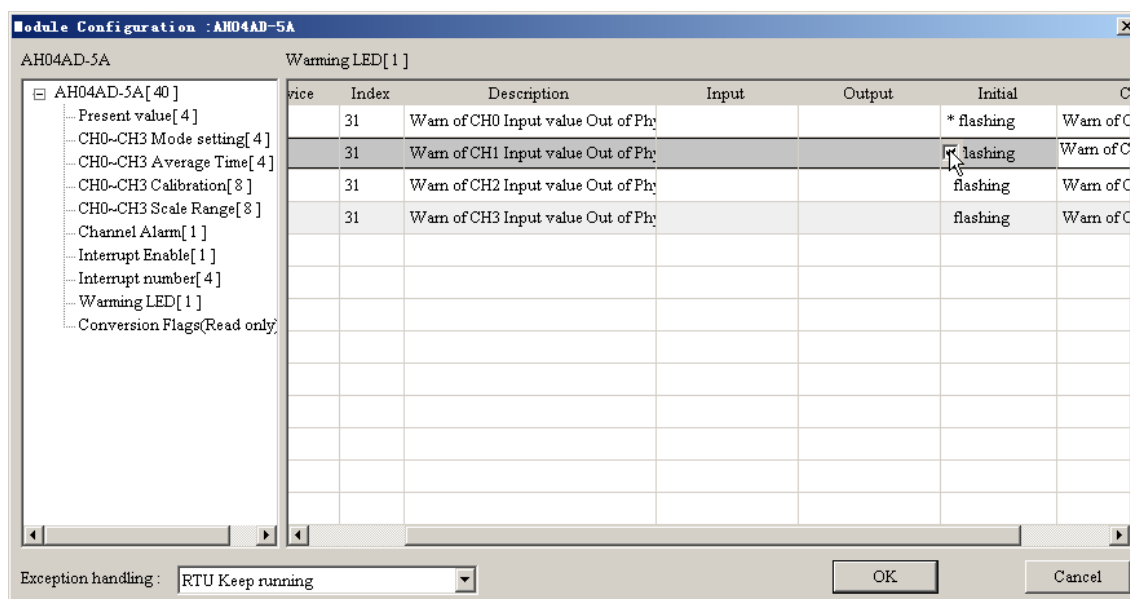 Module Configuration :AH04AD-5A
AH04AD-5A
Warming LED[1]
AH04AD-5A[40]
Present value[4]
CH0~CH3 Mode setting[4]
CH0~CH3 Average Time[4]
CH0~CH3 Calibration[8]
CH0~CH3 Scale Range[8]
Channel Alarm[1]
Interrupt Enable[1]
Interrupt number[4]
Warming LED[1]
Conversion Flags(Read only)
vice Index Description Input Output Initial C
31 Warn of CH0 Input value Out of Phy * flashing Warn of C
31 Warn of CH1 Input value Out of Phy lashing Warn of C
31 Warn of CH2 Input value Out of Phy flashing Warn of C
31 Warn of CH3 Input value Out of Phy flashing Warn of C
Exception handling : RTU Keep running
OK Cancel